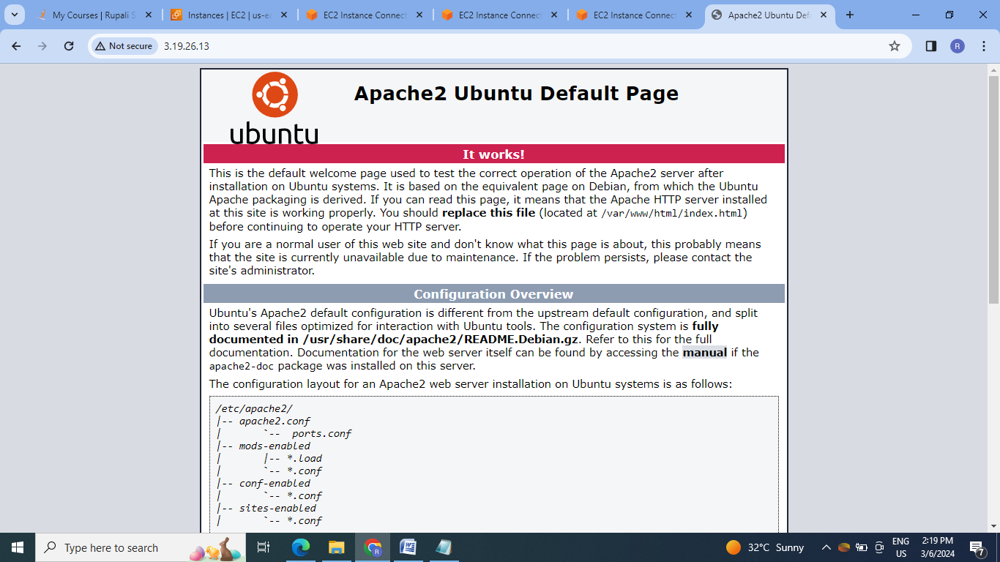 My Courses | Rupali S
Instances | EC2 | us-ea
EC2 Instance Connect
EC2 Instance Connect
EC2 Instance Connect
Apache2 Ubuntu Def
Not secure
3.19.26.13
R
ubuntu
Apache2 Ubuntu Default Page
It works!
This is the default welcome page used to test the correct operation of the Apache2 server after
installation on Ubuntu systems. It is based on the equivalent page on Debian, from which the Ubuntu
Apache packaging is derived. If you can read this page, it means that the Apache HTTP server installed
at this site is working properly. You should replace this file (located at /var/www/html/index.html)
before continuing to operate your HTTP server.
If you are a normal user of this web site and don't know what this page is about, this probably means
that the site is currently unavailable due to maintenance. If the problem persists, please contact the
site's administrator.
Configuration Overview
Ubuntu's Apache2 default configuration is different from the upstream default configuration, and split
into several files optimized for interaction with Ubuntu tools. The configuration system is fully
documented in /usr/share/doc/apache2/README.Debian.gz. Refer to this for the full
documentation. Documentation for the web server itself can be found by accessing the manual if the
apache2-doc package was installed on this server.
The configuration layout for an Apache2 web server installation on Ubuntu systems is as follows:
/etc/apache2/
|-- apache2.conf
|       `--  ports.conf
|-- mods-enabled
|       |-- *.load
|       `-- *.conf
|-- conf-enabled
|       `-- *.conf
|-- sites-enabled
|       `-- *.conf
Type here to search
R
32°C Sunny
ENG
US
2:19 PM
3/6/2024
7